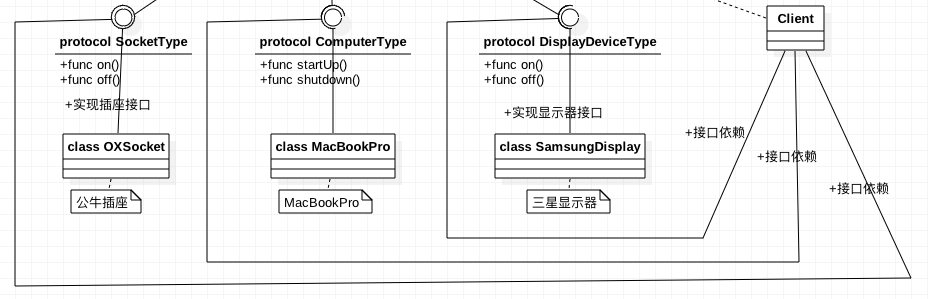 Client
protocol SocketType
+func on()
+func off()
protocol ComputerType
+func startUp()
+func shutdown()
protocol DisplayDeviceType
+func on()
+func off()
+实现插座接口
+实现显示器接口
+接口依赖
+接口依赖
+接口依赖
class OXSocket
class MacBookPro
class SamsungDisplay
公牛插座
MacBookPro
三星显示器